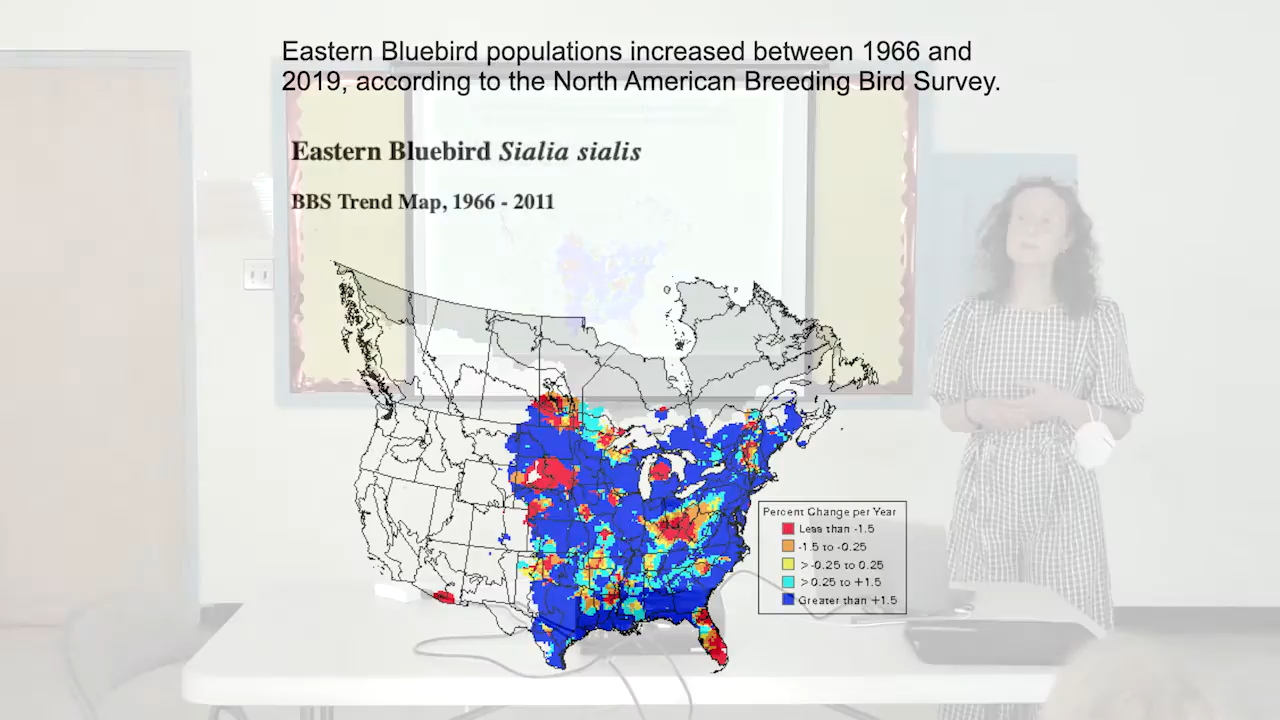 Eastern Bluebird populations increased between 1966 and
2019, according to the North American Breeding Bird Survey.
Eastern Bluebird Sialia sialis
BBS Trend Map, 1966 - 2011
Percent Change per Year
Less than -1.5
-1.5 to -0.25
> -0.25 to 0.25
> 0.25 to +1.5
Greater than +1.5